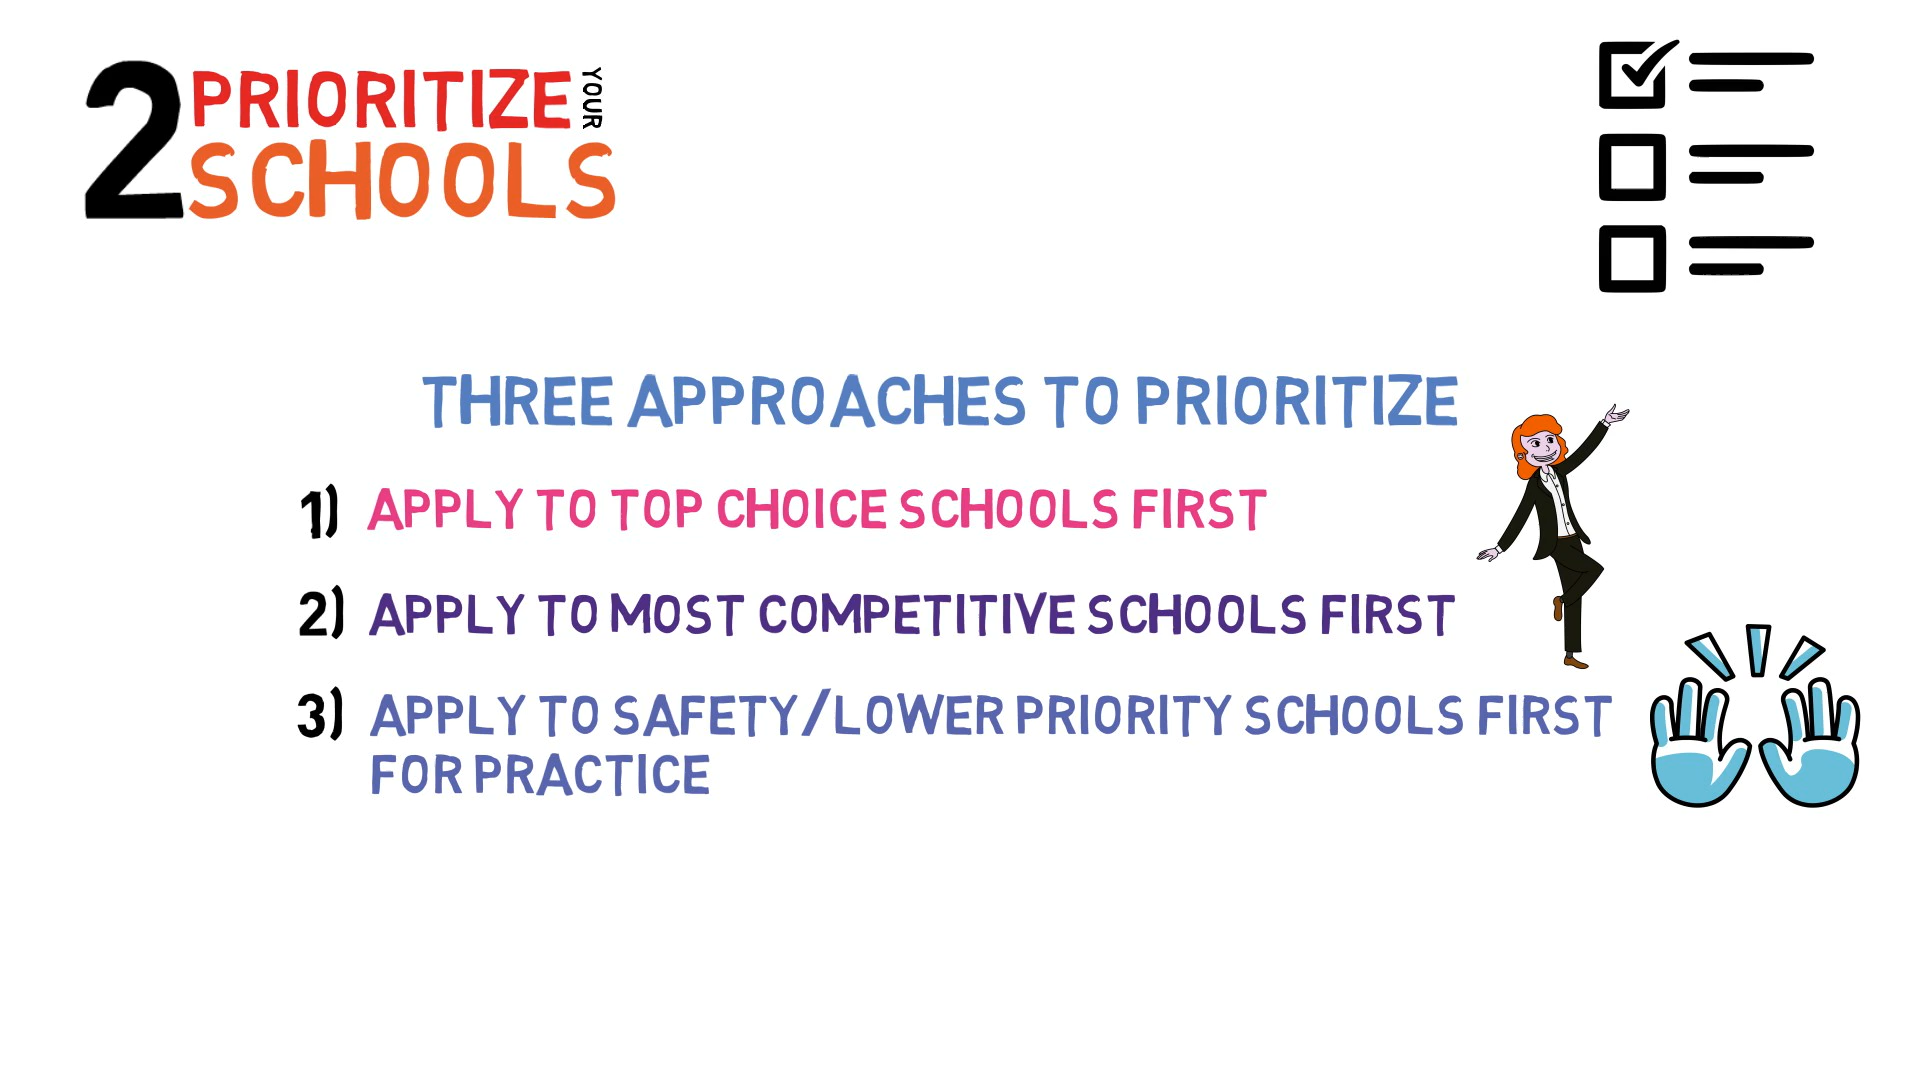 2 PRIORITIZE YOUR
SCHOOLS
THREE APPROACHES TO PRIORITIZE
1) APPLY TO TOP CHOICE SCHOOLS FIRST
2) APPLY TO MOST COMPETITIVE SCHOOLS FIRST
3) APPLY TO SAFETY/LOWER PRIORITY SCHOOLS FIRST
FOR PRACTICE